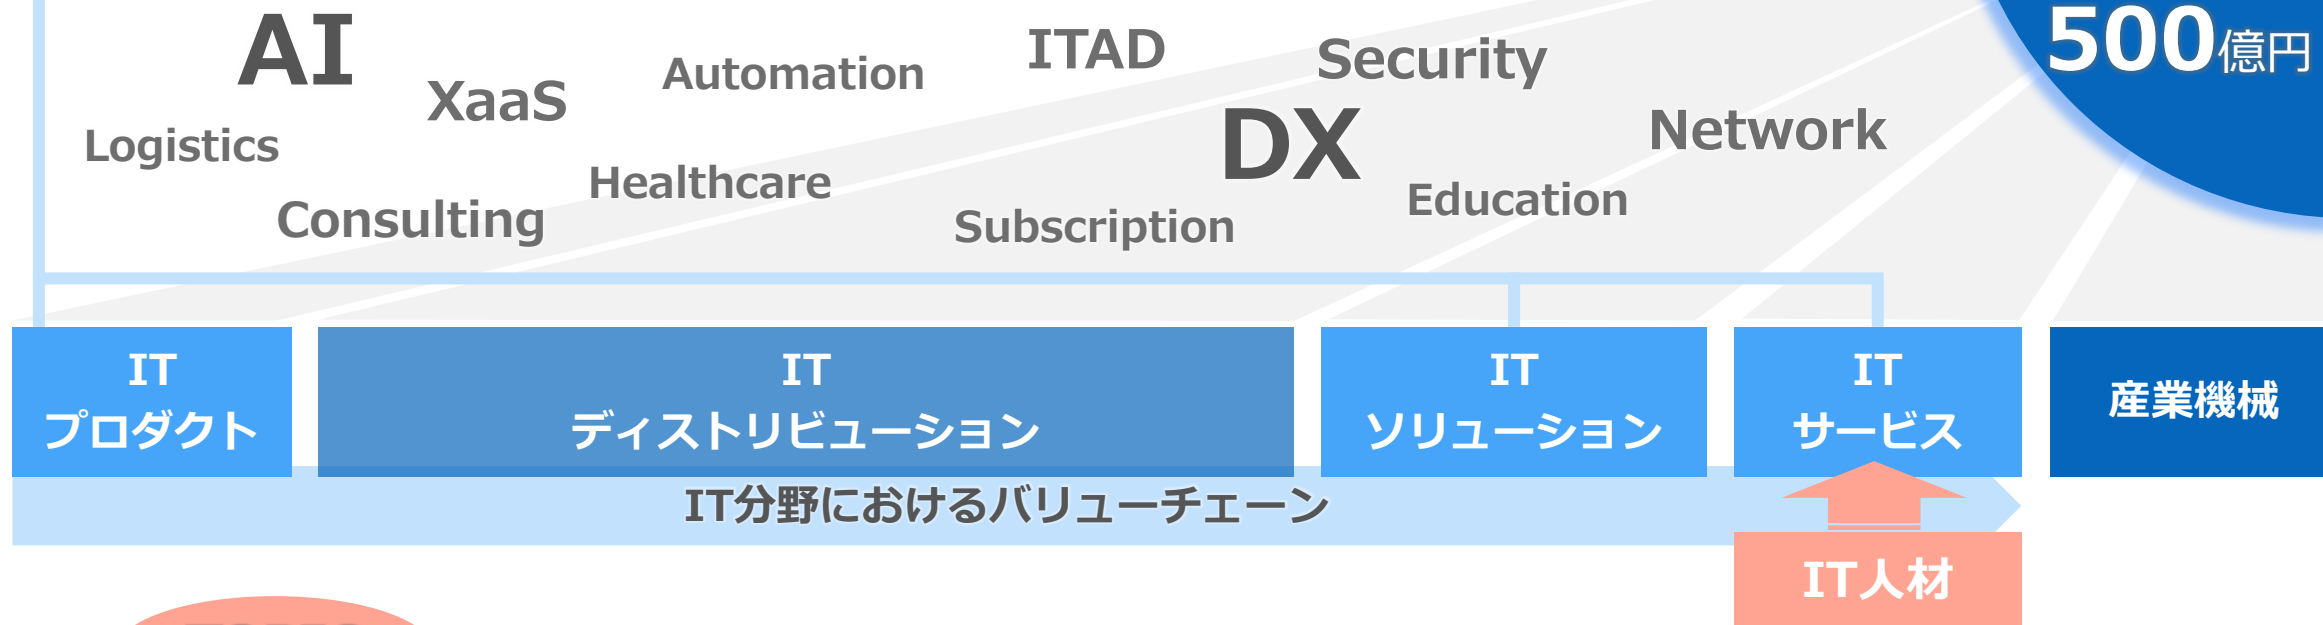 500億円
AI
XaaS
Automation
ITAD
Security
Logistics
DX
Network
Healthcare
Education
Consulting
Subscription
IT
プロダクト
IT
ディストリビューション
IT
ソリューション
IT
サービス
産業機械
IT分野におけるバリューチェーン
IT人材